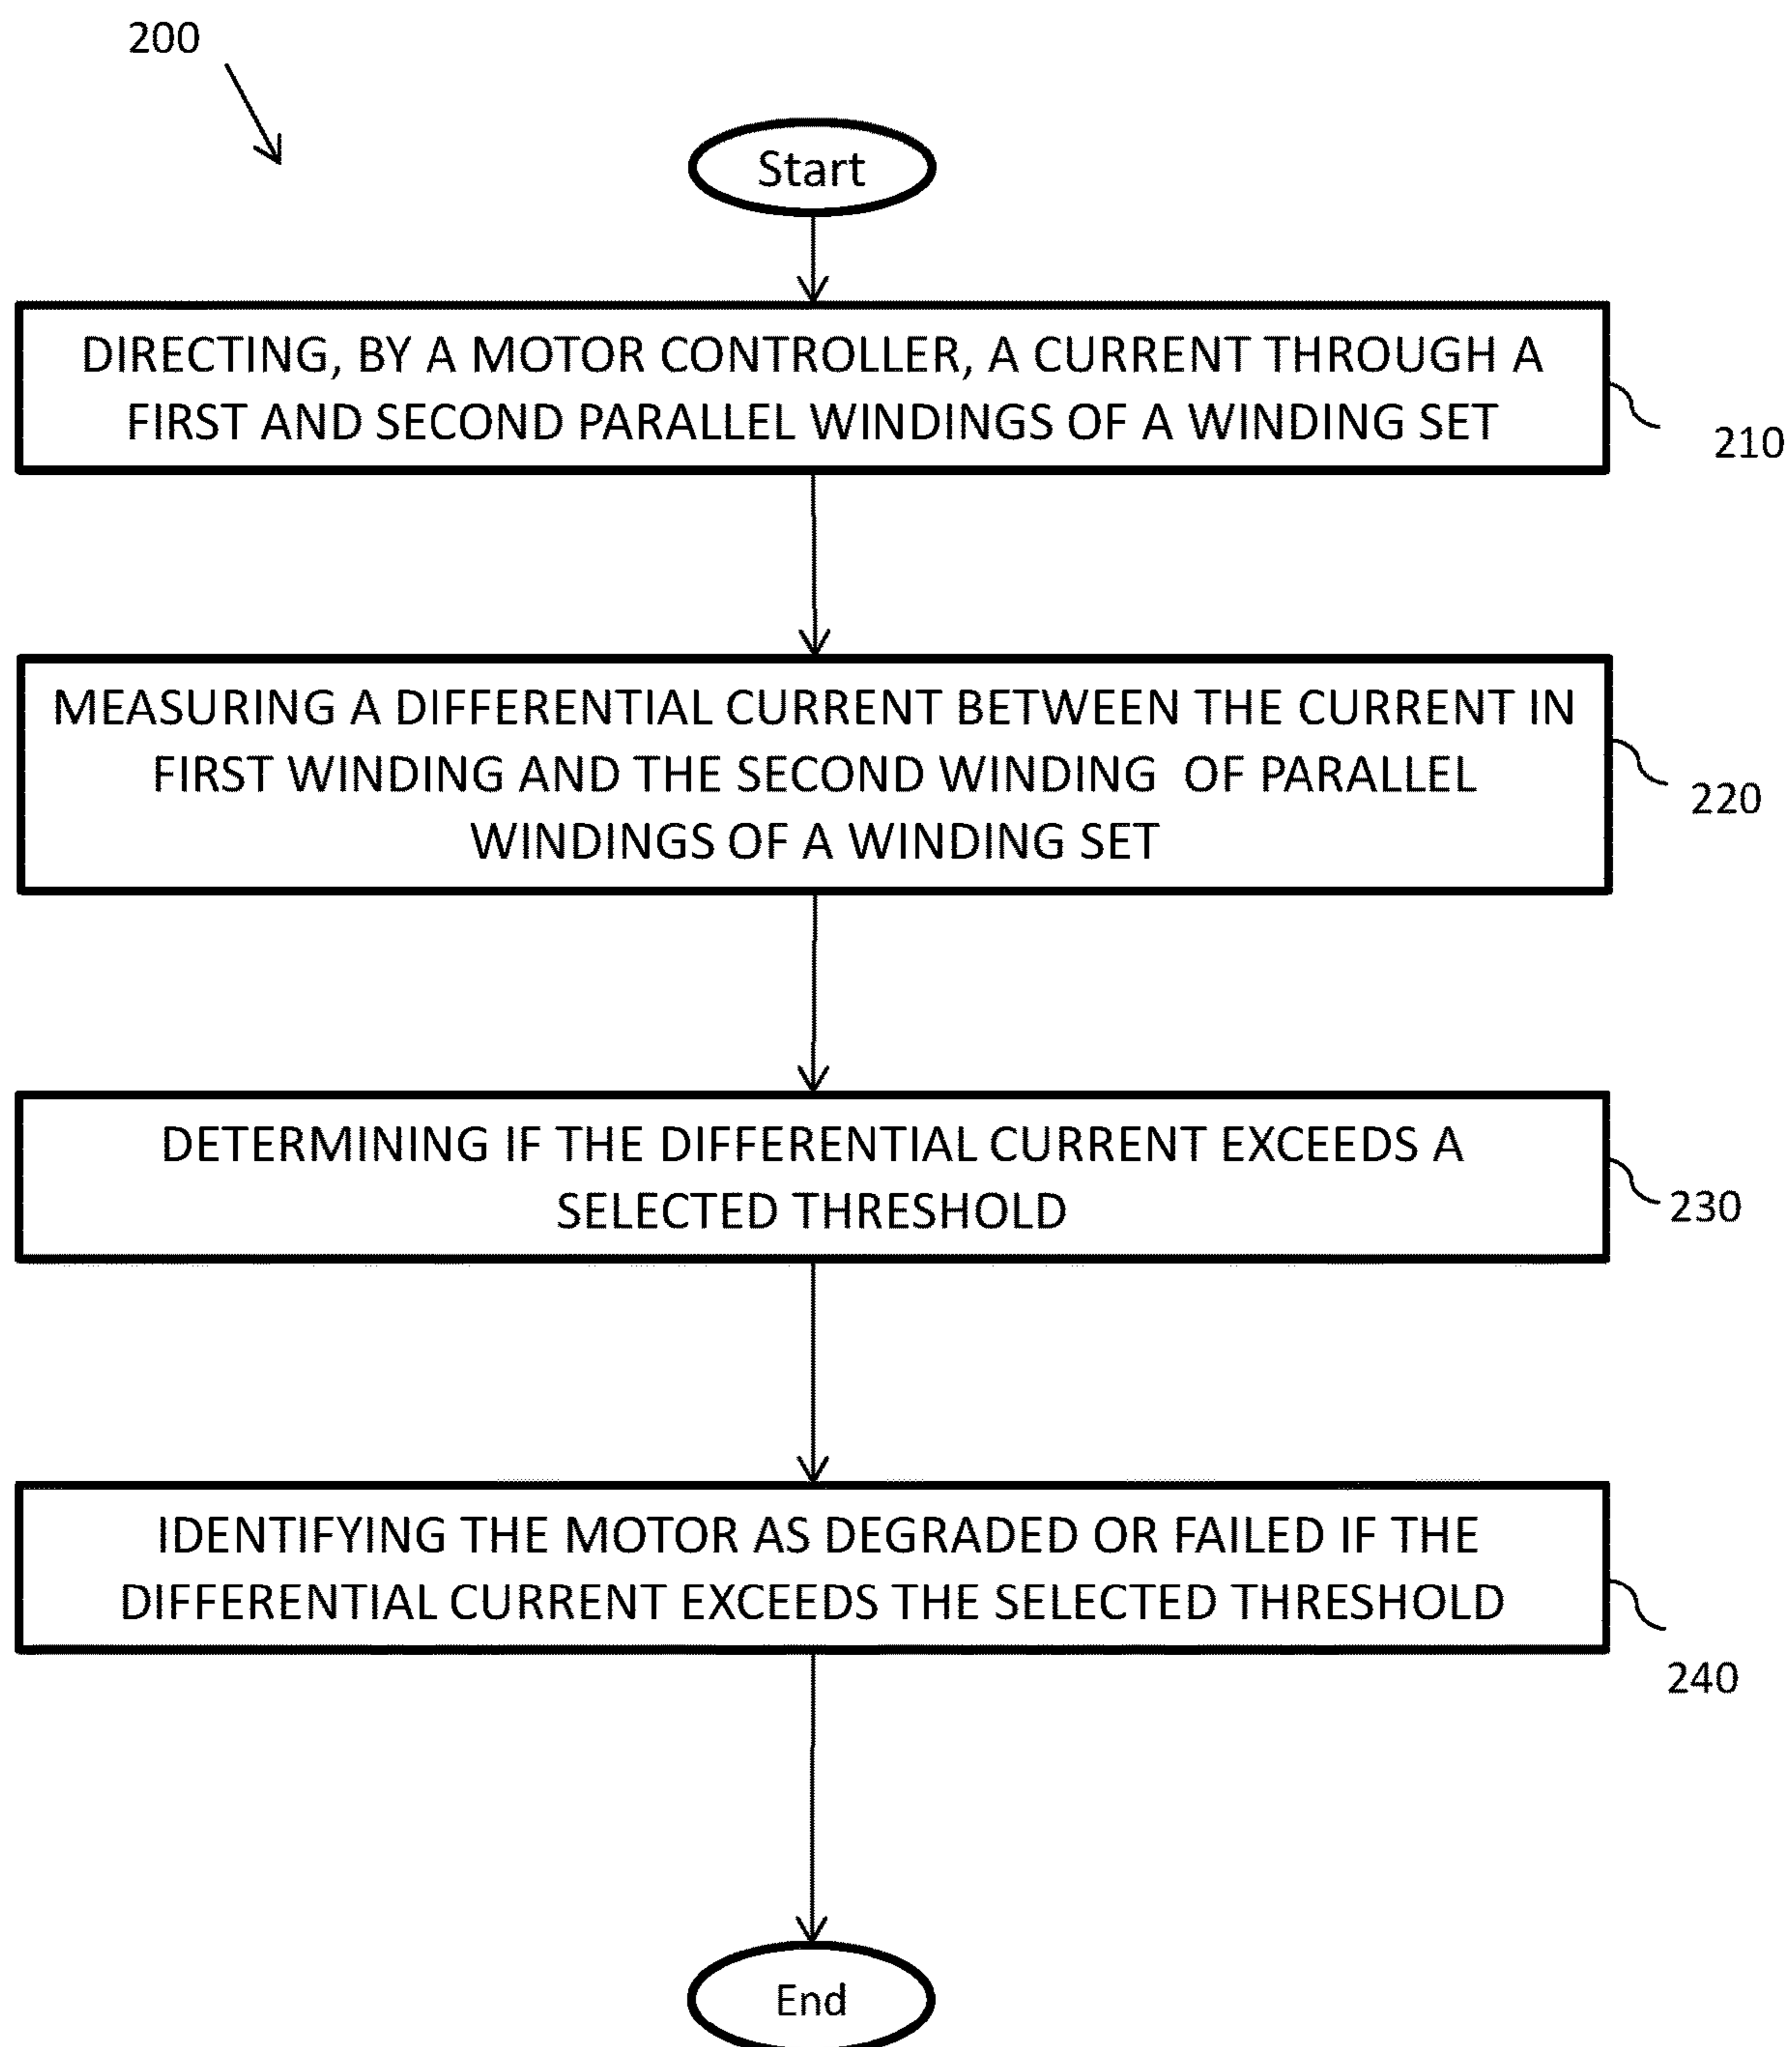 200
Start
DIRECTING, BY A MOTOR CONTROLLER, A CURRENT THROUGH A
FIRST AND SECOND PARALLEL WINDINGS OF A WINDING SET
210
MEASURING A DIFFERENTIAL CURRENT BETWEEN THE CURRENT IN
FIRST WINDING AND THE SECOND WINDING OF PARALLEL
WINDINGS OF A WINDING SET
220
DETERMINING IF THE DIFFERENTIAL CURRENT EXCEEDS A
SELECTED THRESHOLD
230
IDENTIFYING THE MOTOR AS DEGRADED OR FAILED IF THE
DIFFERENTIAL CURRENT EXCEEDS THE SELECTED THRESHOLD
240
End